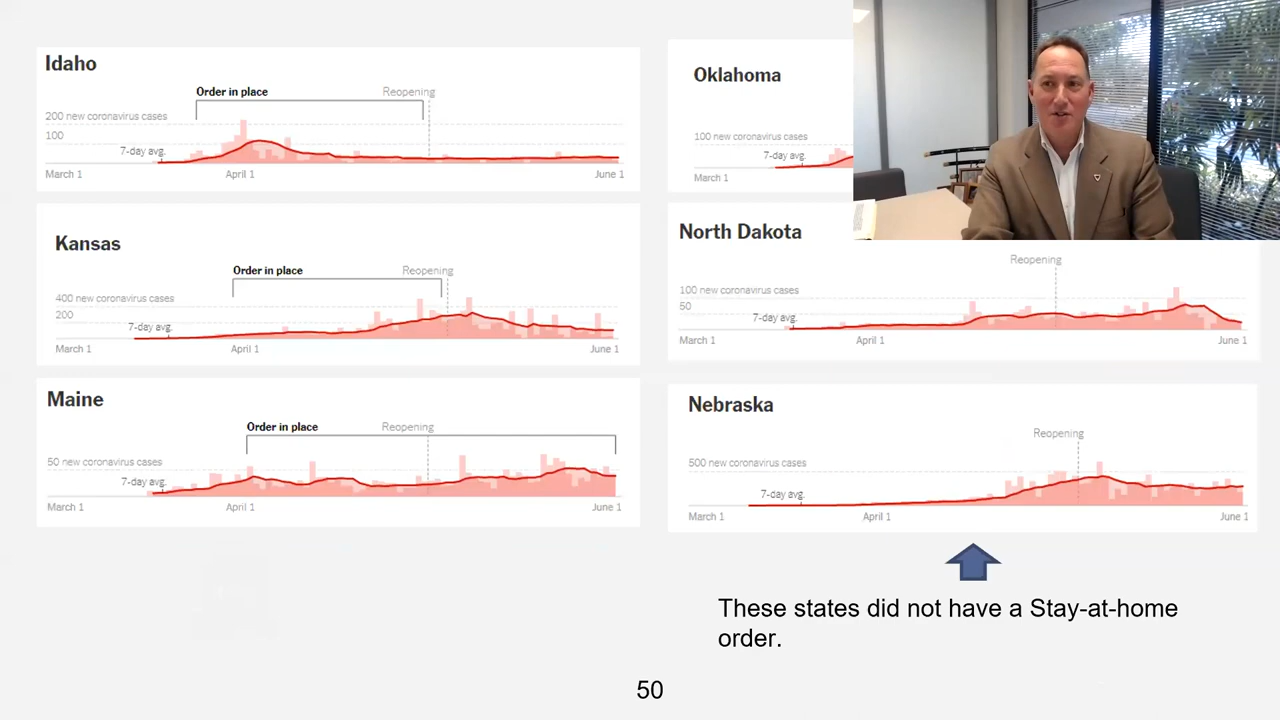 Idaho
Order in place
Reopening
200 new coronavirus cases
100
7-day avg.
March 1
April 1
June 1
Kansas
Order in place
Reopening
400 new coronavirus cases
200
7-day avg.
March 1
April 1
June 1
Maine
Order in place
Reopening
50 new coronavirus cases
7-day avg.
March 1
April 1
June 1
Oklahoma
100 new coronavirus cases
7-day avg.
March 1
North Dakota
Reopening
100 new coronavirus cases
50
7-day avg.
March 1
April 1
June 1
Nebraska
Reopening
500 new coronavirus cases
7-day avg.
March 1
April 1
June 1
These states did not have a Stay-at-home
order.
50